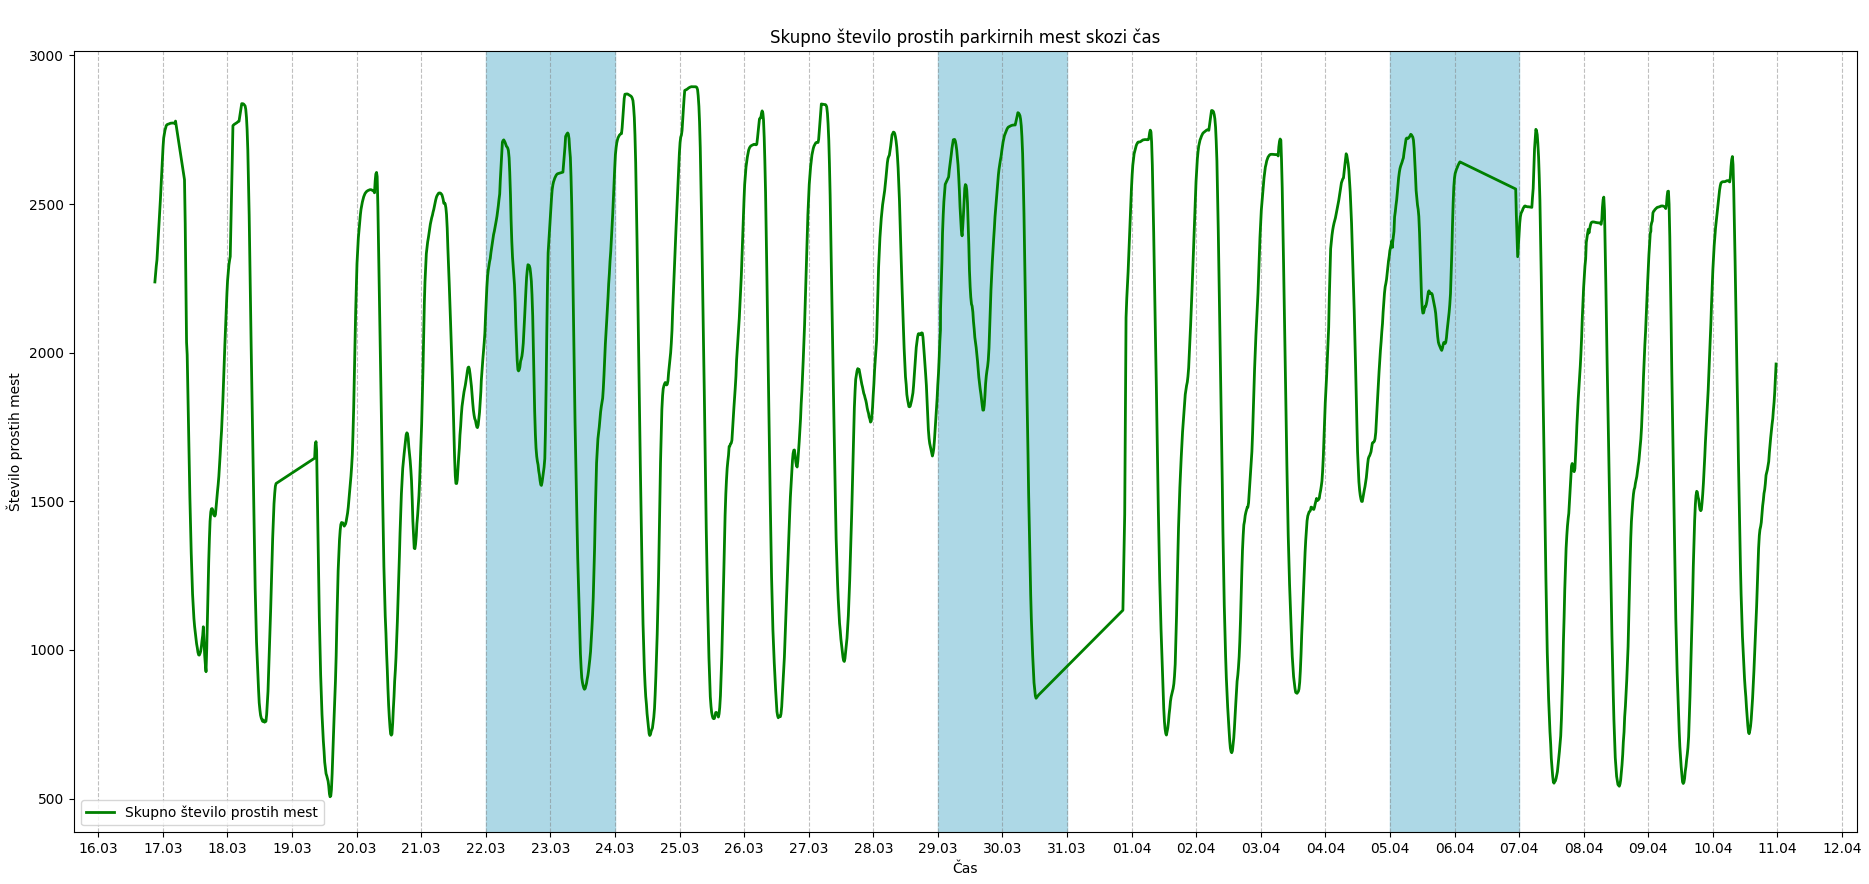 Skupno število prostih parkirnih mest skozi čas
3000
2500
2000
1500
1000
500
Število prostih mest
Skupno število prostih mest
16.03 17.03 18.03 19.03 20.03 21.03 22.03 23.03 24.03 25.03 26.03 27.03 28.03 29.03 30.03 31.03 01.04 02.04 03.04 04.04 05.04 06.04 07.04 08.04 09.04 10.04 11.04 12.04
Čas